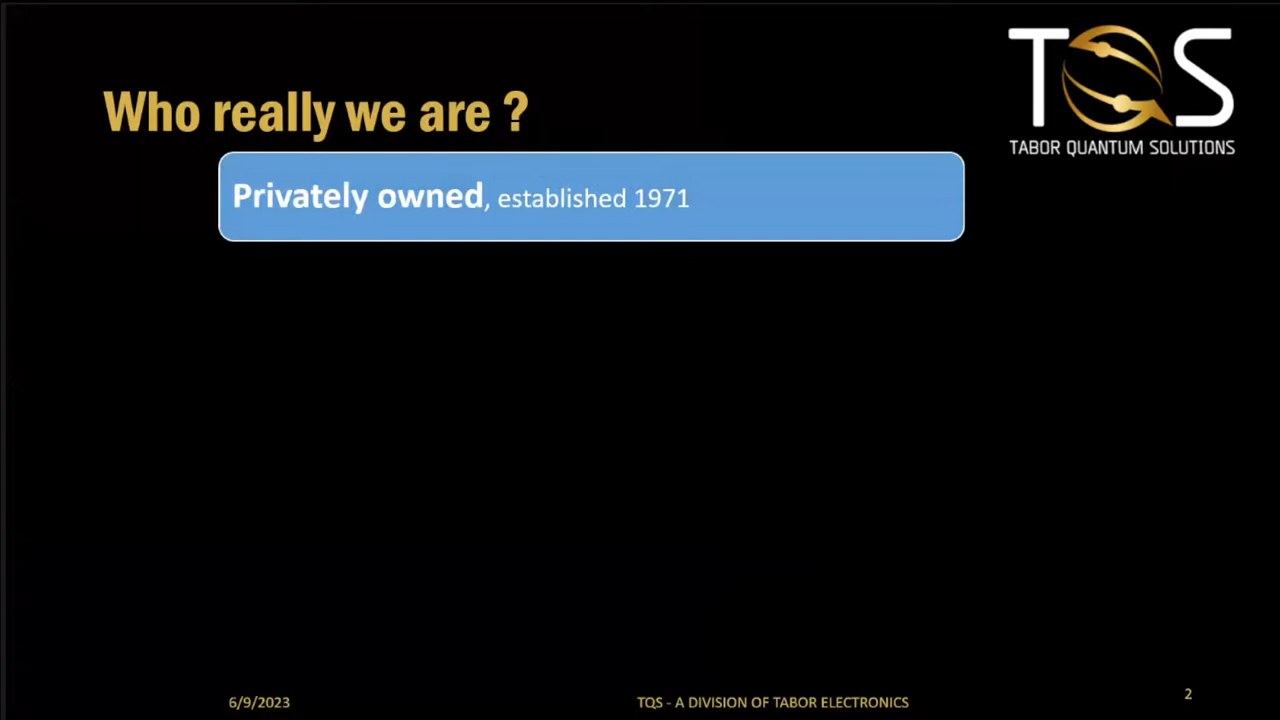 TQS
TABOR QUANTUM SOLUTIONS
Who really we are ?
Privately owned, established 1971
6/9/2023
TQS - A DIVISION OF TABOR ELECTRONICS
2